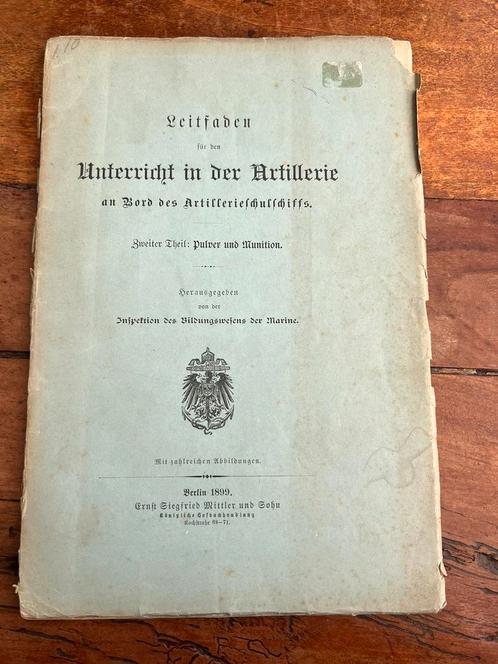 1.10
Leitfaden
für den
Unterricht in der Artillerie
an Bord des Artillerieschulschiffs.
Zweiter Theil: Pulver und Munition.
Herausgegeben
von der
Inspektion des Bildungswesens der Marine.
Mit zahlreichen Abbildungen.
Berlin 1899.
Ernst Siegfried Mittler und Sohn
Königliche Hofbuchhandlung
Kochstraße 68–71.